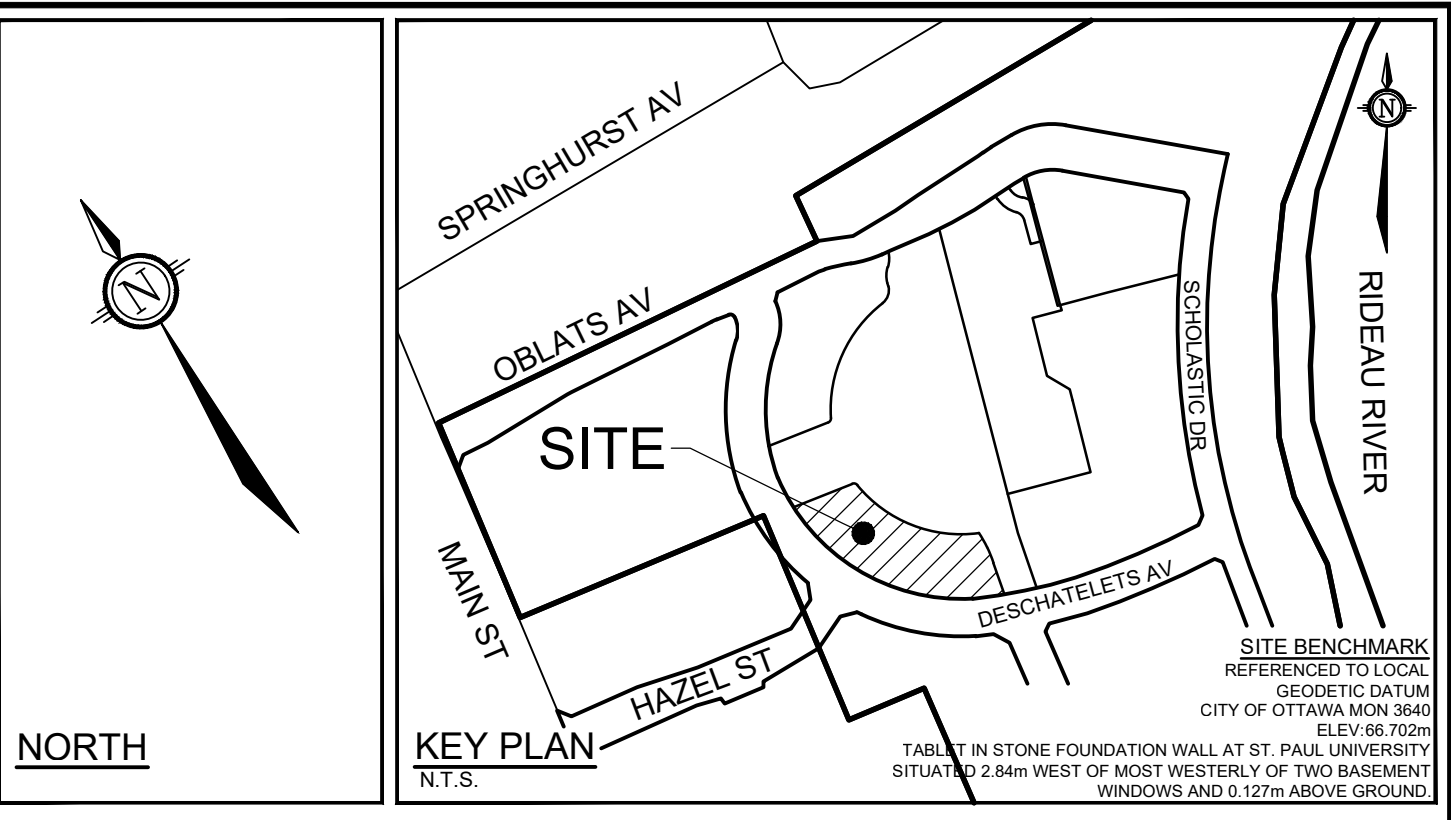 N
NORTH
SPRINGHURST AV
N
OBLATS AV
SCHOLASTIC DR
RIDEAU RIVER
SITE
MAIN ST
DESCHATELETS AV
HAZEL ST
KEY PLAN
N.T.S.
SITE BENCHMARK
REFERENCED TO LOCAL
GEODETIC DATUM
CITY OF OTTAWA MON 3640
ELEV:66.702m
TABLET IN STONE FOUNDATION WALL AT ST. PAUL UNIVERSITY
SITUATED 2.84m WEST OF MOST WESTERLY OF TWO BASEMENT
WINDOWS AND 0.127m ABOVE GROUND.